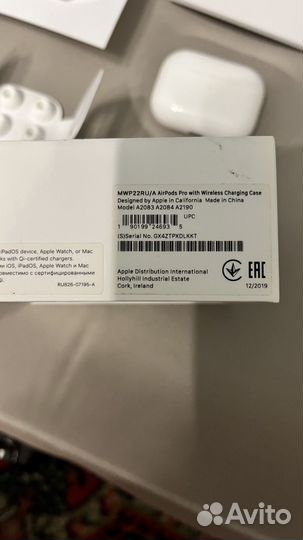 MWP22RU/A AirPods Pro with Wireless Charging Case
Designed by Apple in California Made in China
Model A2083 A2084 A2190
UPC
1 90199 24693 5
(S)Serial No. GX4ZTPXDLKKT
iPadOS device, Apple Watch, or Mac
ks with Qi-certified chargers.
ии iOS, iPadOS, Apple Watch и Mac
овместимо с сертифицированными
RU826-07195-A
Apple Distribution International
Hollyhill Industrial Estate
Cork, Ireland
EAC
12/2019
Avito